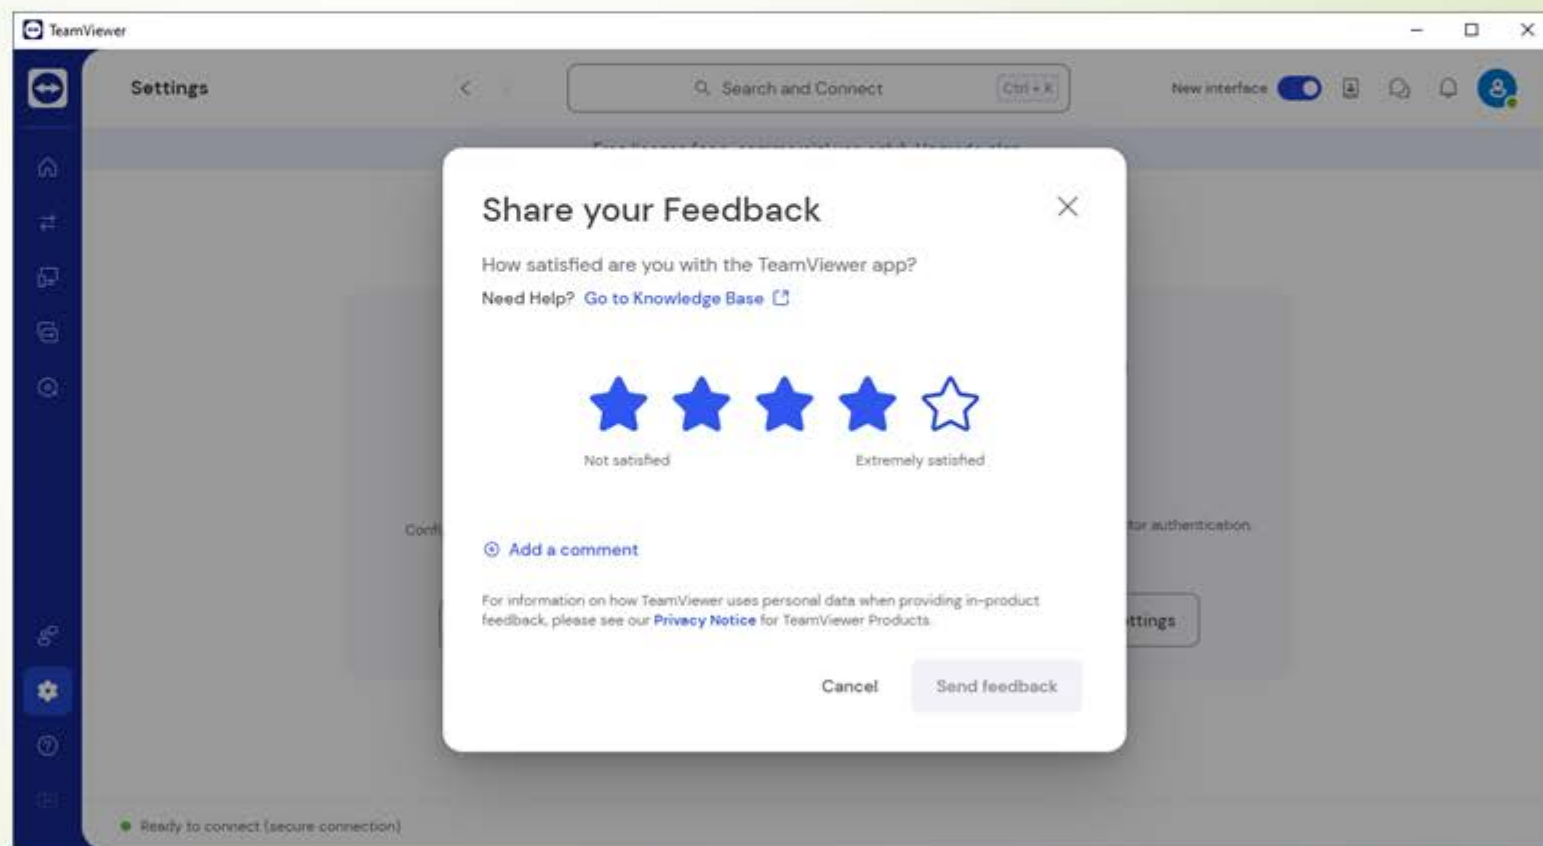 TeamViewer
Settings
Search and Connect
Ctrl + K
New interface
Share your Feedback
How satisfied are you with the TeamViewer app?
Need Help? Go to Knowledge Base
Not satisfied
Extremely satisfied
Add a comment
For information on how TeamViewer uses personal data when providing in-product
feedback, please see our Privacy Notice for TeamViewer Products.
Cancel
Send feedback
authentication.
Ready to connect (secure connection)